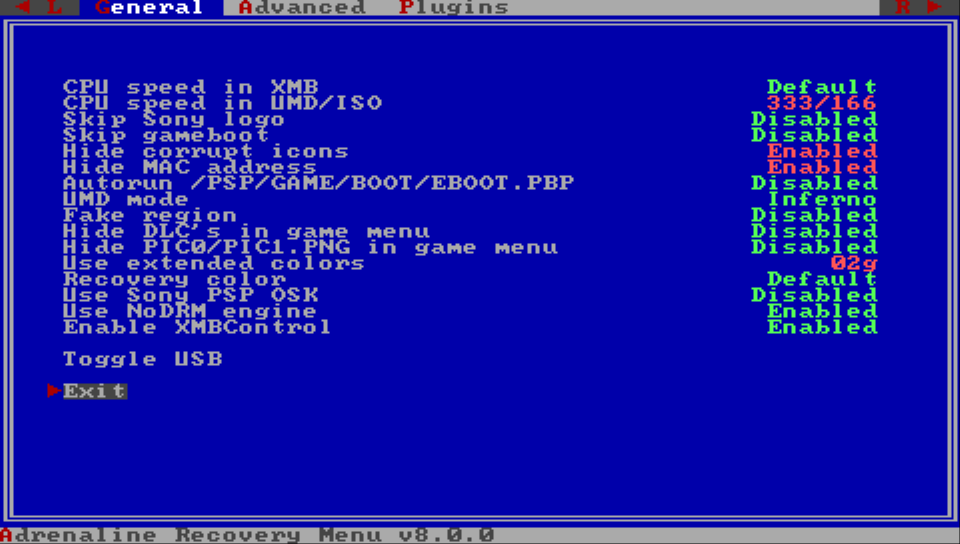 ◄ L General Advanced Plugins R ►
CPU speed in XMB Default
CPU speed in UMD/ISO 333/166
Skip Sony logo Disabled
Skip gameboot Disabled
Hide corrupt icons Enabled
Hide MAC address Enabled
Autorun /PSP/GAME/BOOT/EBOOT.PBP Disabled
UMD mode Inferno
Fake region Disabled
Hide DLC's in game menu Disabled
Hide PIC0/PIC1.PNG in game menu Disabled
Use extended colors 02g
Recovery color Default
Use Sony PSP OSK Disabled
Use NoDRM engine Enabled
Enable XMBControl Enabled
Toggle USB
►Exit
Adrenaline Recovery Menu v8.0.0